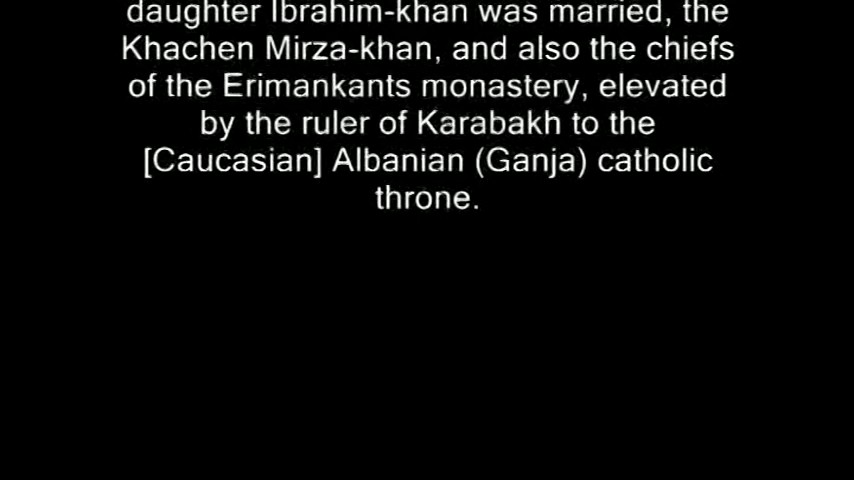 daughter Ibrahim-khan was married, the
Khachen Mirza-khan, and also the chiefs
of the Erimankants monastery, elevated
by the ruler of Karabakh to the
[Caucasian] Albanian (Ganja) catholic
throne.